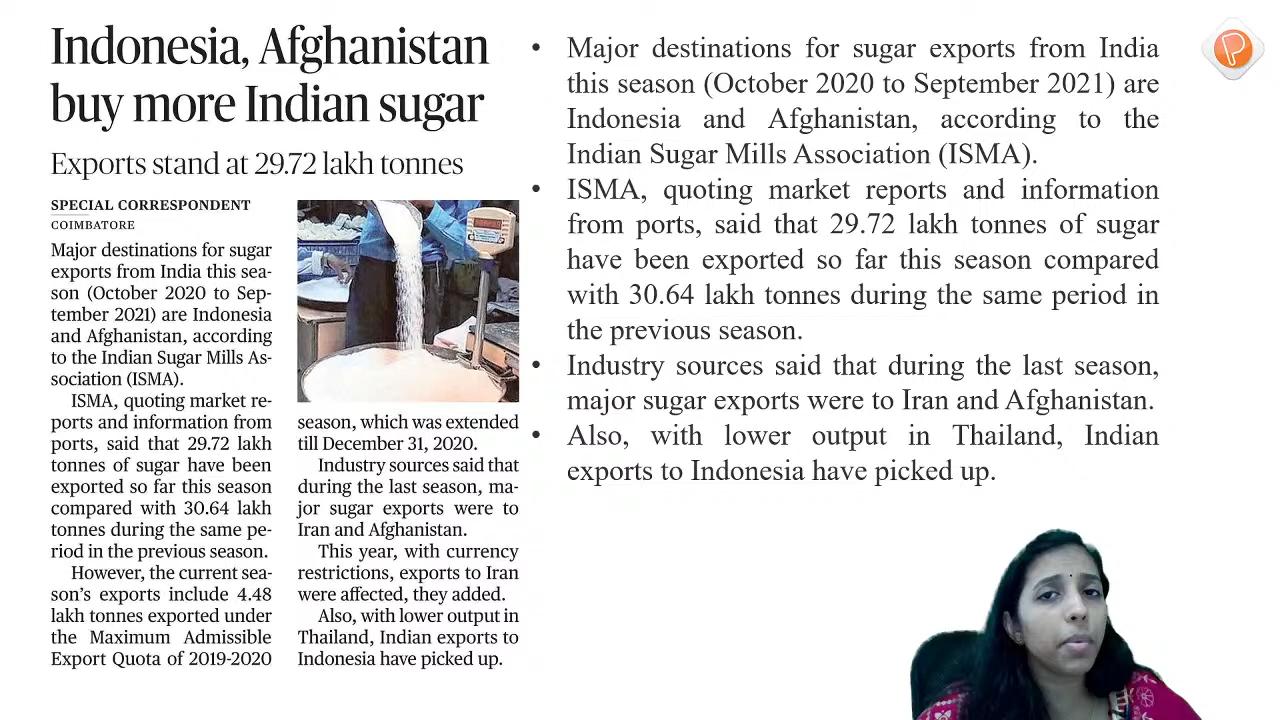 Indonesia, Afghanistan
buy more Indian sugar
Exports stand at 29.72 lakh tonnes
SPECIAL CORRESPONDENT
COIMBATORE
Major destinations for sugar
exports from India this sea-
son (October 2020 to Sep-
tember 2021) are Indonesia
and Afghanistan, according
to the Indian Sugar Mills As-
sociation (ISMA).
ISMA, quoting market re-
ports and information from
ports, said that 29.72 lakh
tonnes of sugar have been
exported so far this season
compared with 30.64 lakh
tonnes during the same pe-
riod in the previous season.
However, the current sea-
son's exports include 4.48
lakh tonnes exported under
the Maximum Admissible
Export Quota of 2019-2020
season, which was extended
till December 31, 2020.
Industry sources said that
during the last season, ma-
jor sugar exports were to
Iran and Afghanistan.
This year, with currency
restrictions, exports to Iran
were affected, they added.
Also, with lower output in
Thailand, Indian exports to
Indonesia have picked up.
• Major destinations for sugar exports from India
this season (October 2020 to September 2021) are
Indonesia and Afghanistan, according to the
Indian Sugar Mills Association (ISMA).
• ISMA, quoting market reports and information
from ports, said that 29.72 lakh tonnes of sugar
have been exported so far this season compared
with 30.64 lakh tonnes during the same period in
the previous season.
• Industry sources said that during the last season,
major sugar exports were to Iran and Afghanistan.
• Also, with lower output in Thailand, Indian
exports to Indonesia have picked up.